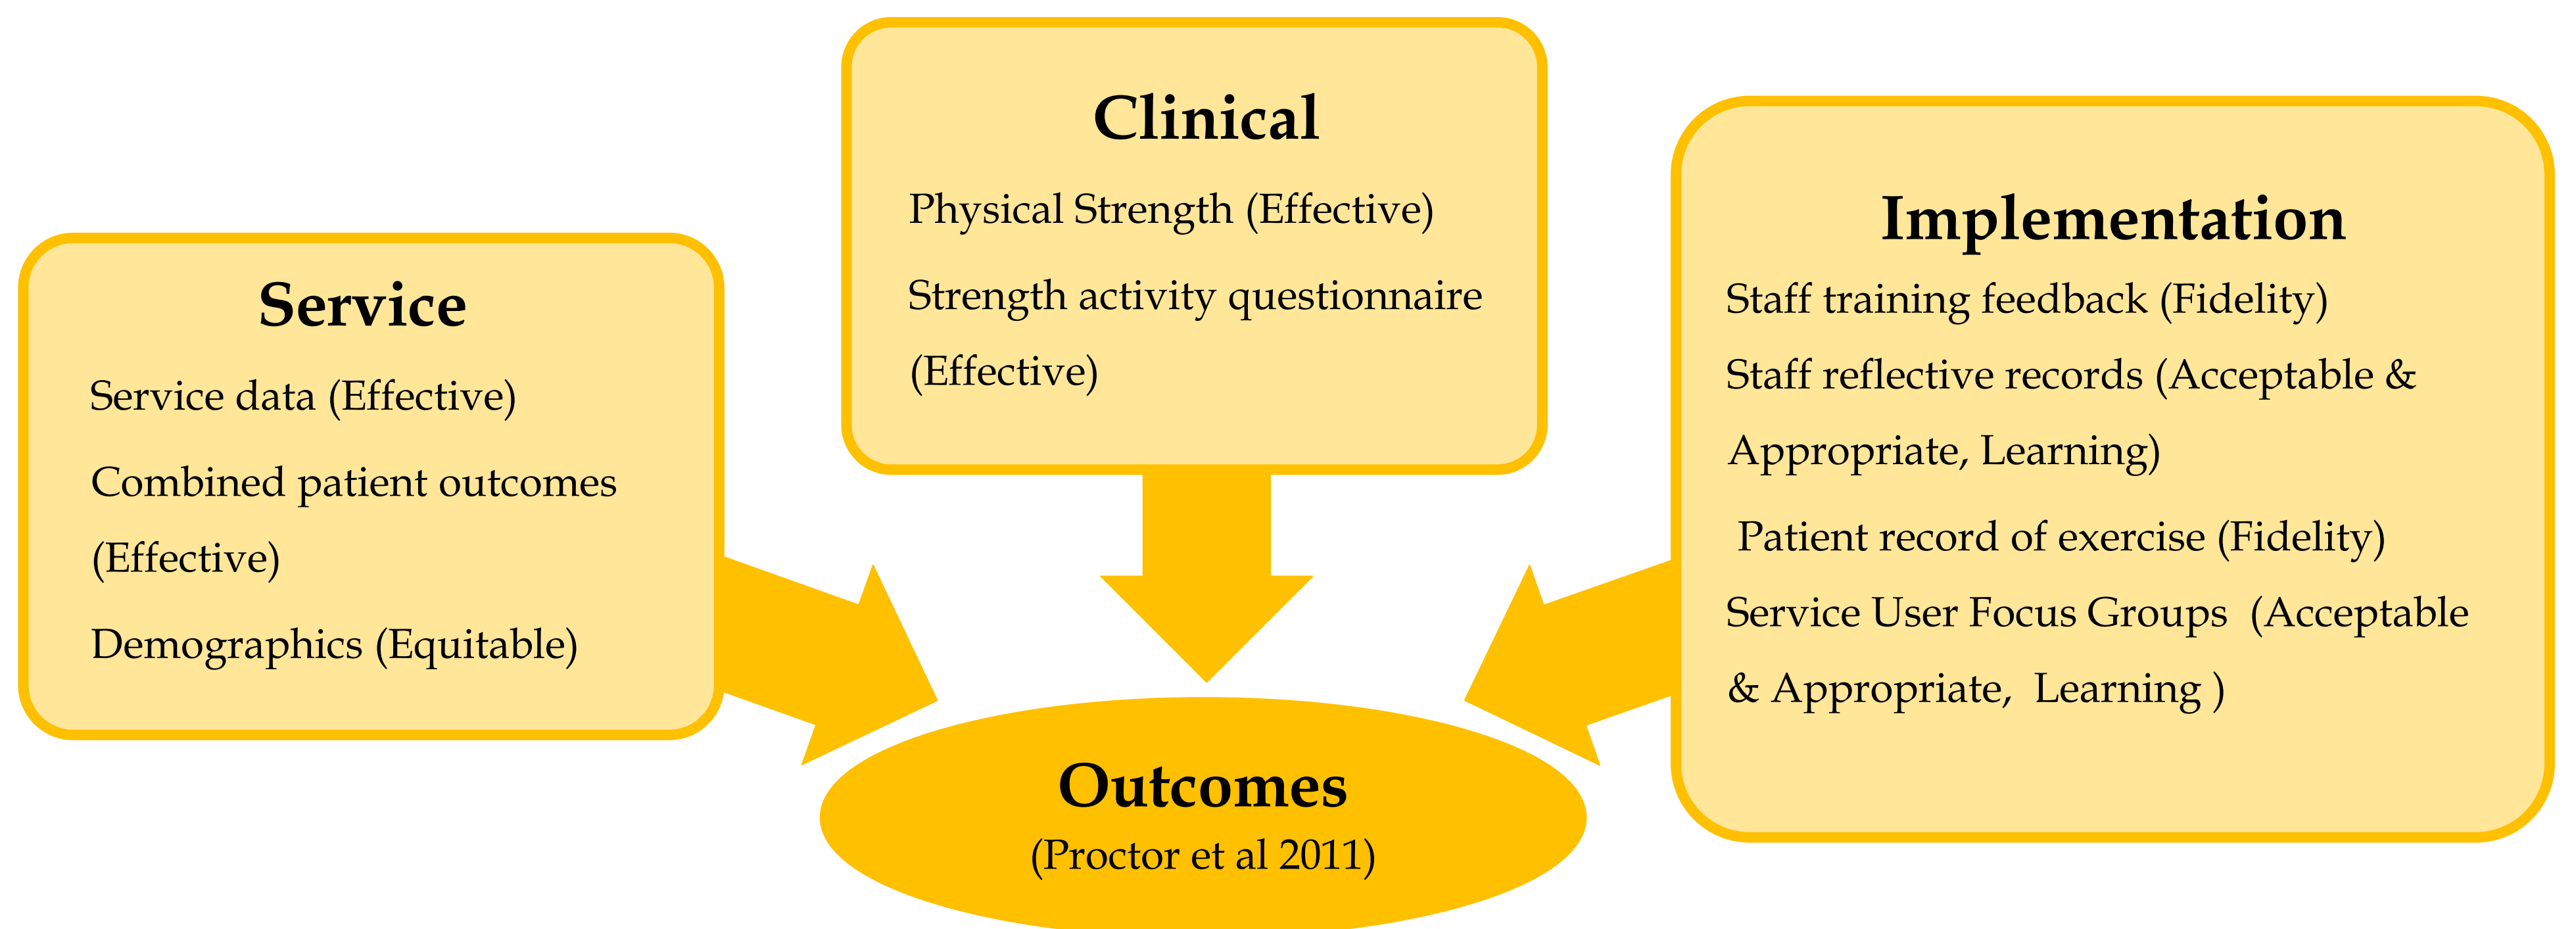 Service
Service data (Effective)
Combined patient outcomes
(Effective)
Demographics (Equitable)
Clinical
Physical Strength (Effective)
Strength activity questionnaire
(Effective)
Implementation
Staff training feedback (Fidelity)
Staff reflective records (Acceptable &
Appropriate, Learning)
Patient record of exercise (Fidelity)
Service User Focus Groups  (Acceptable
& Appropriate,  Learning )
Outcomes
(Proctor et al 2011)